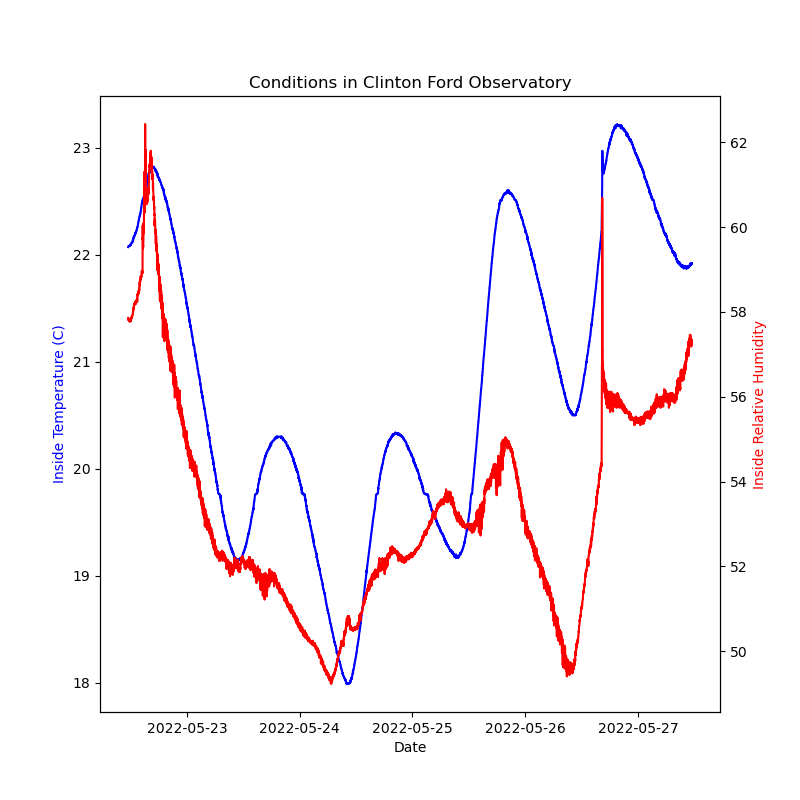 Conditions in Clinton Ford Observatory
Inside Temperature (C)
23
22
21
20
19
18
62
60
58
56
54
52
50
Inside Relative Humidity
2022-05-23 2022-05-24 2022-05-25 2022-05-26 2022-05-27
Date